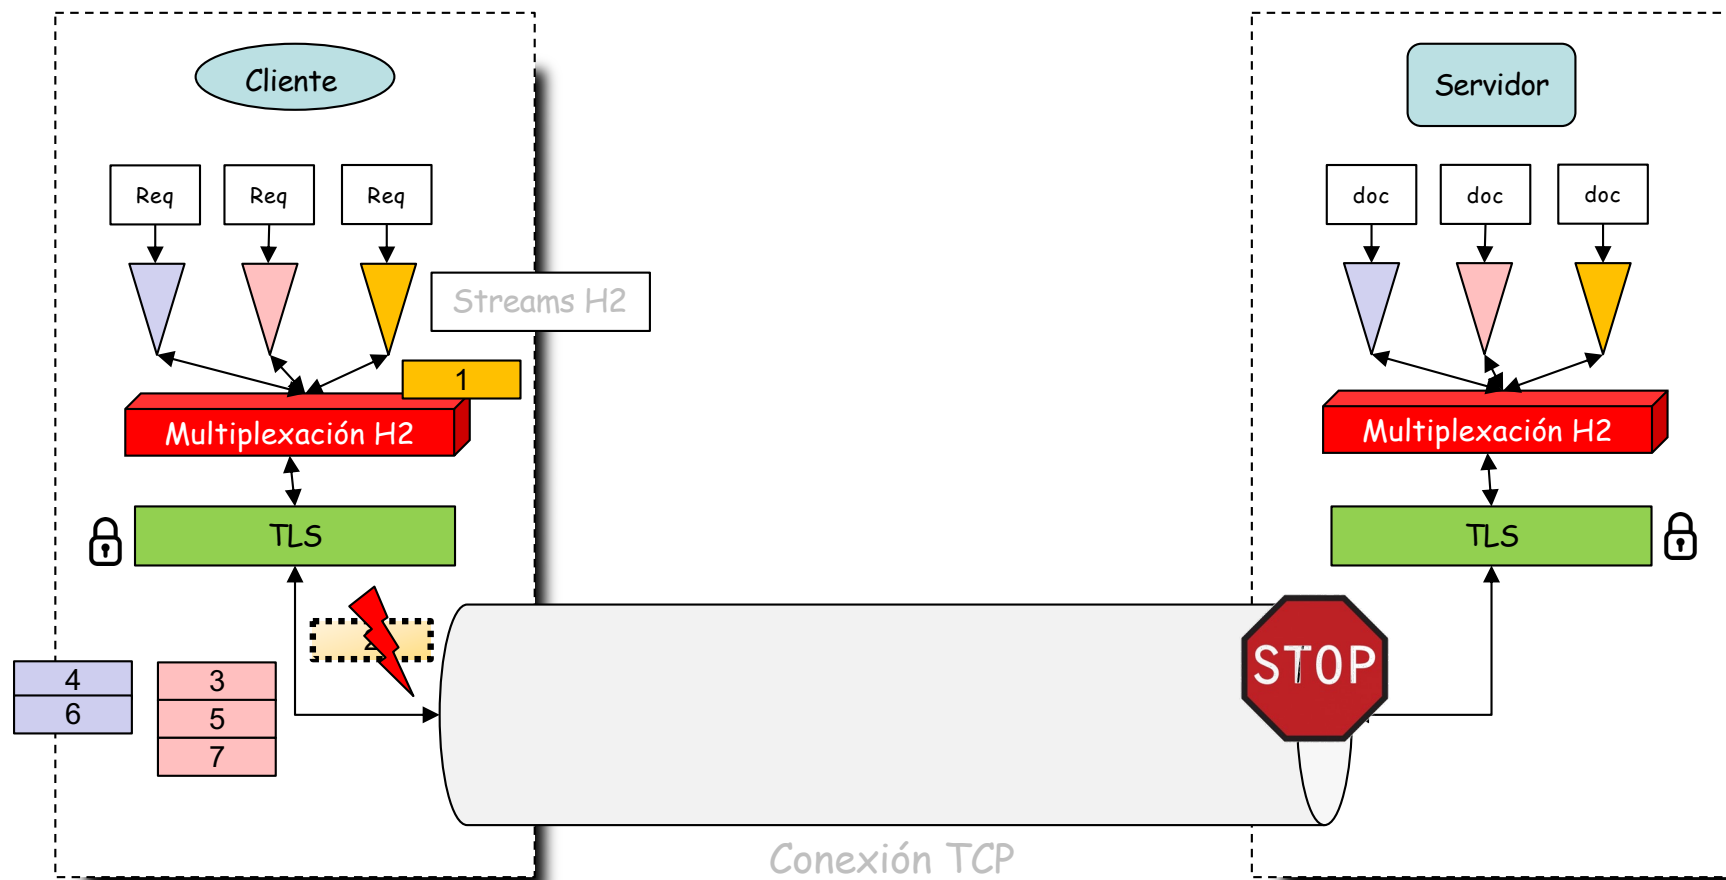 Cliente
Servidor
Req
Req
Req
doc
doc
doc
Streams H2
1
Multiplexación H2
Multiplexación H2
TLS
TLS
STOP
4
6
3
5
7
Conexión TCP